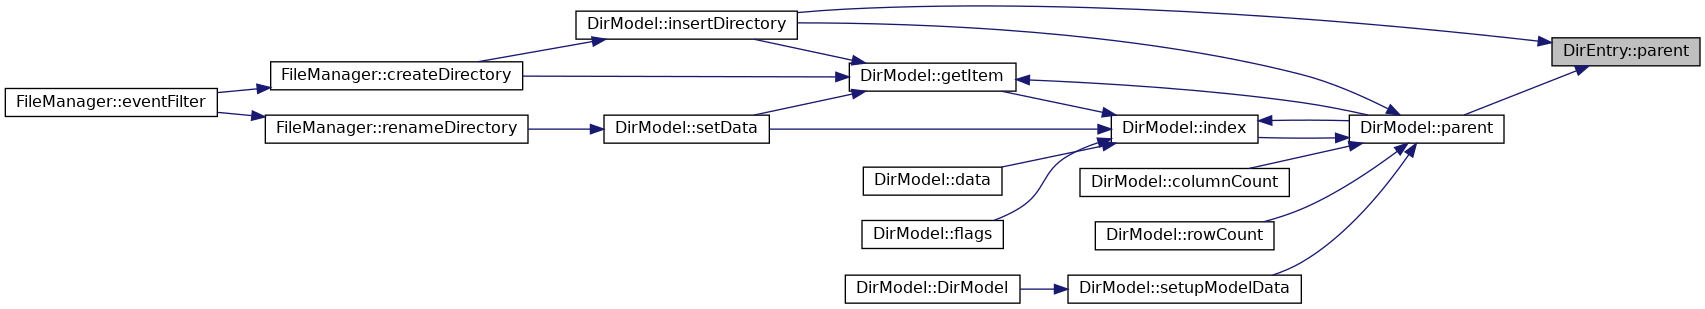 DirModel::insertDirectory
DirEntry::parent
FileManager::createDirectory
DirModel::getItem
FileManager::eventFilter
FileManager::renameDirectory
DirModel::setData
DirModel::index
DirModel::parent
DirModel::data
DirModel::columnCount
DirModel::flags
DirModel::rowCount
DirModel::DirModel
DirModel::setupModelData